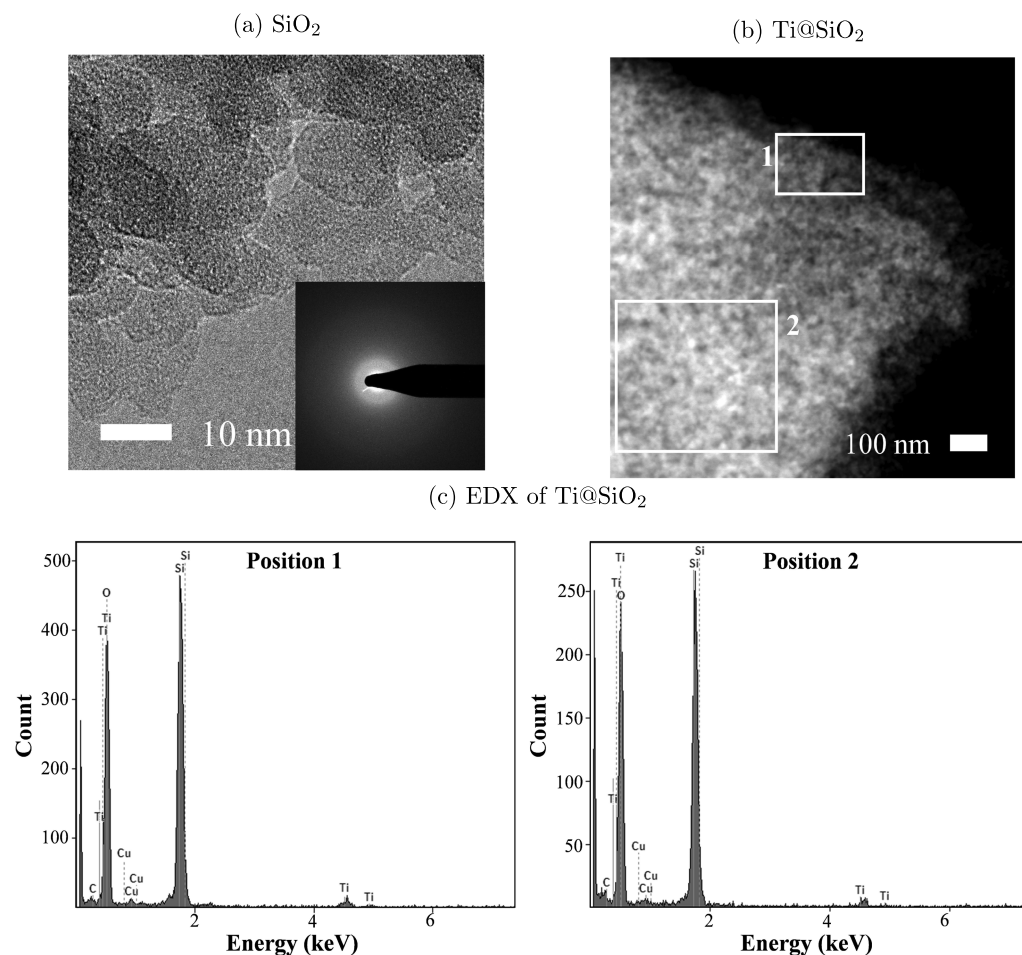 (a) SiO₂
(b) Ti@SiO₂
10 nm
1
2
100 nm
(c) EDX of Ti@SiO₂
Position 1
Count
500
400
300
200
100
C
Ti
Ti
Ti
O
Cu
Cu
Cu
Si
Si
Ti
Ti
2
4
6
Energy (keV)
Position 2
Count
250
200
150
100
50
C
Ti
Ti
Ti
O
Cu
Cu
Cu
Si
Si
Ti
Ti
2
4
6
Energy (keV)